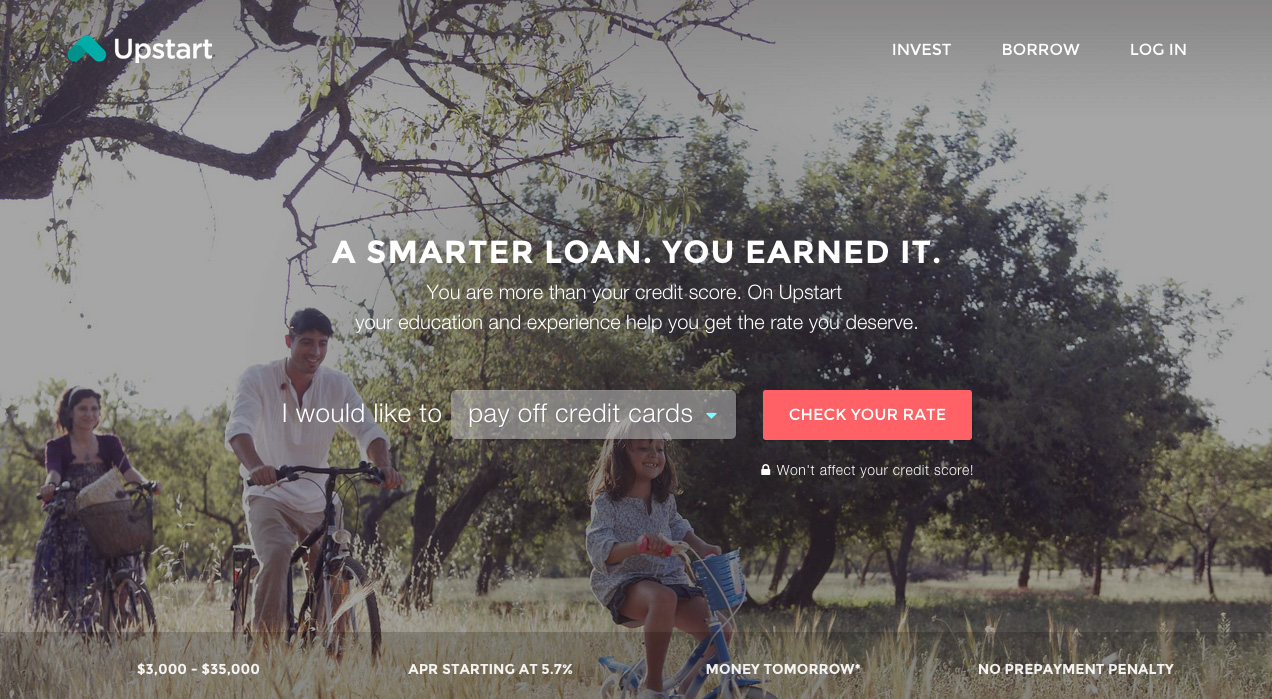 Upstart
INVEST
BORROW
LOG IN
A SMARTER LOAN. YOU EARNED IT.
You are more than your credit score. On Upstart
your education and experience help you get the rate you deserve.
I would like to pay off credit cards
CHECK YOUR RATE
Won't affect your credit score!
$3,000 - $35,000
APR STARTING AT 5.7%
MONEY TOMORROW*
NO PREPAYMENT PENALTY